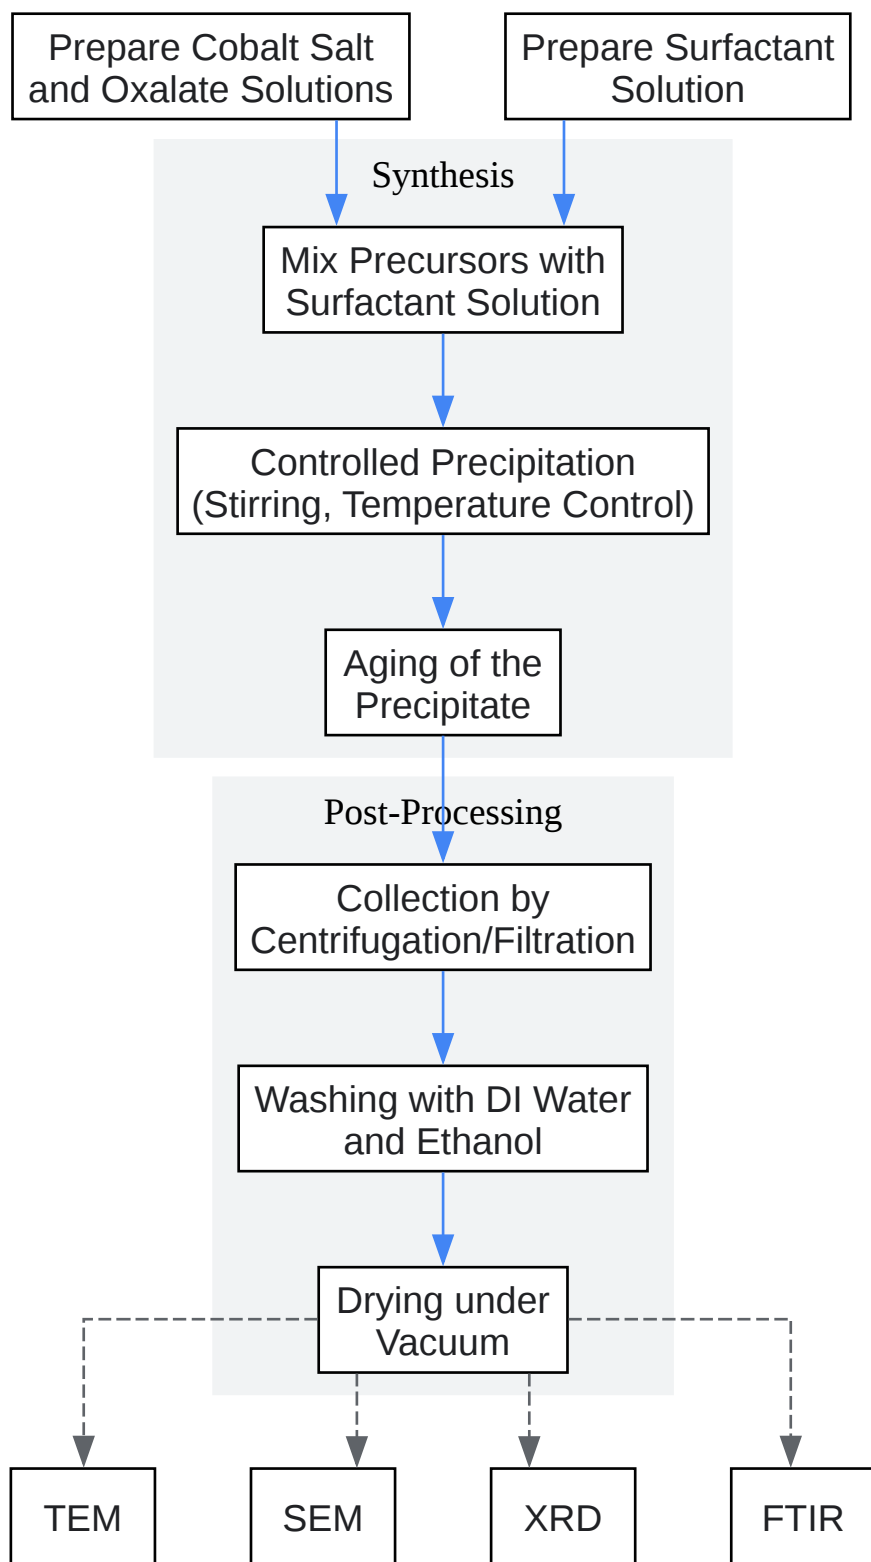 Prepare Cobalt Salt
and Oxalate Solutions
Prepare Surfactant
Solution
Synthesis
Mix Precursors with
Surfactant Solution
Controlled Precipitation
(Stirring, Temperature Control)
Aging of the
Precipitate
Post-Processing
Collection by
Centrifugation/Filtration
Washing with DI Water
and Ethanol
Drying under
Vacuum
TEM
SEM
XRD
FTIR